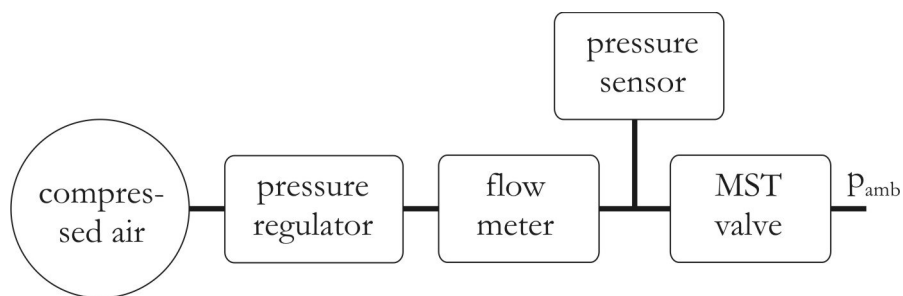 pressure
sensor
compres-
sed air
pressure
regulator
flow
meter
MST
valve
pamb